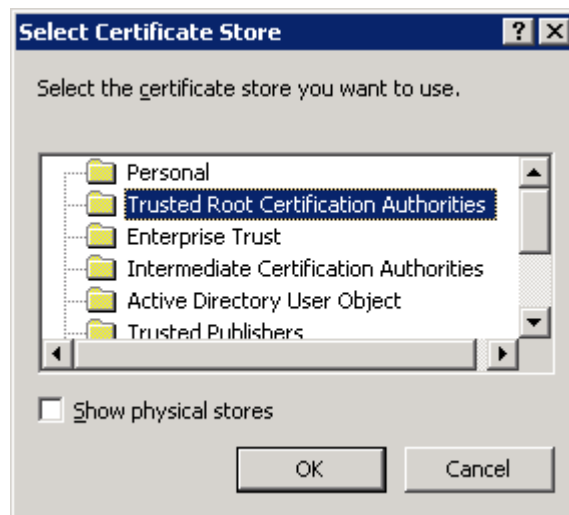 Select Certificate Store
Select the certificate store you want to use.
Personal
Trusted Root Certification Authorities
Enterprise Trust
Intermediate Certification Authorities
Active Directory User Object
Trusted Publishers
Show physical stores
OK Cancel